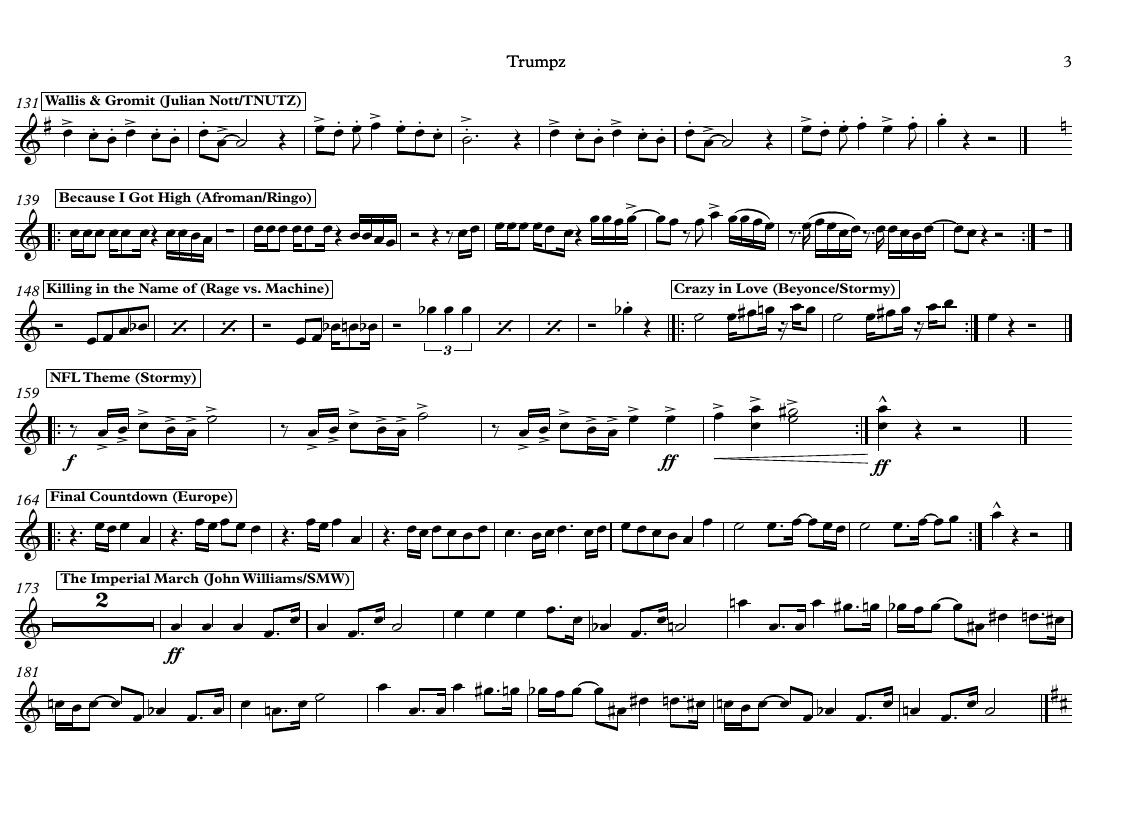 Trumpz
3
131 Wallis & Gromit (Julian Nott/TNUTZ)
139 Because I Got High (Afroman/Ringo)
148 Killing in the Name of (Rage vs. Machine) Crazy in Love (Beyonce/Stormy)
3
159 NFL Theme (Stormy)
f ff ff
164 Final Countdown (Europe)
173 The Imperial March (John Williams/SMW)
2
ff
181